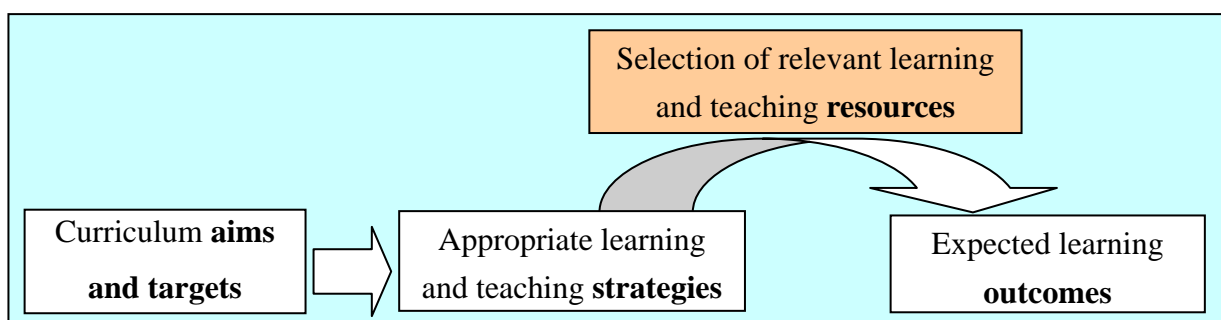 Selection of relevant learning
and teaching resources
Curriculum aims
and targets
Appropriate learning
and teaching strategies
Expected learning
outcomes